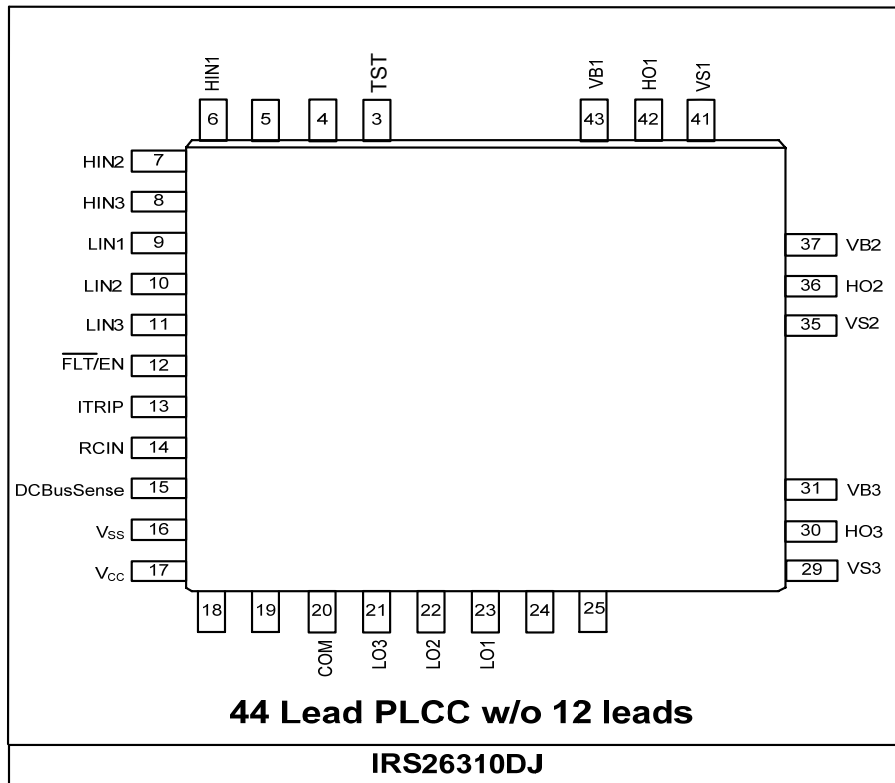 HIN1
TST
VB1
HO1
VS1
6
5
4
3
43
42
41
HIN2 7
HIN3 8
LIN1 9
37 VB2
LIN2 10
36 HO2
LIN3 11
35 VS2
FLT/EN 12
ITRIP 13
RCIN 14
DCBusSense 15
31 VB3
VSS 16
30 HO3
VCC 17
29 VS3
18
19
20
21
22
23
24
25
COM
LO3
LO2
LO1
44 Lead PLCC w/o 12 leads
IRS26310DJ